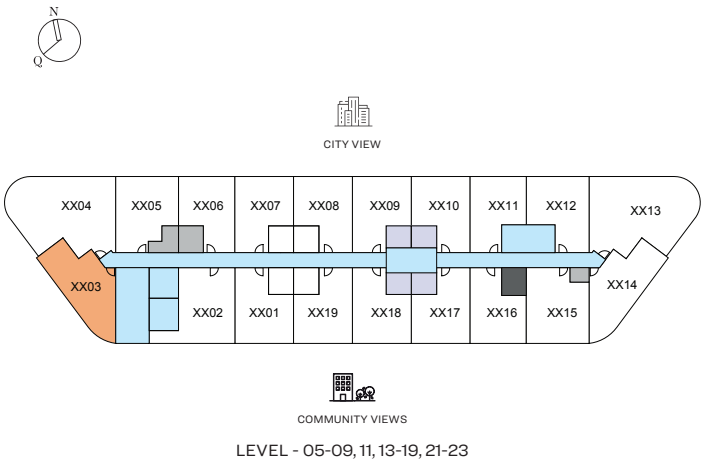 N
Q
CITY VIEW
XX04 XX05 XX06 XX07 XX08 XX09 XX10 XX11 XX12 XX13
XX03 XX14
XX02 XX01 XX19 XX18 XX17 XX16 XX15
COMMUNITY VIEWS
LEVEL - 05-09, 11, 13-19, 21-23